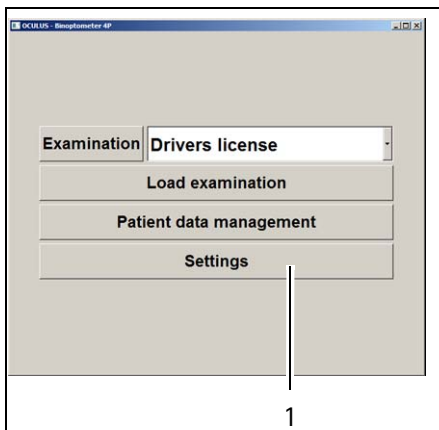 OCULUS - Binoptometer 4P
Examination Drivers license
Load examination
Patient data management
Settings
1